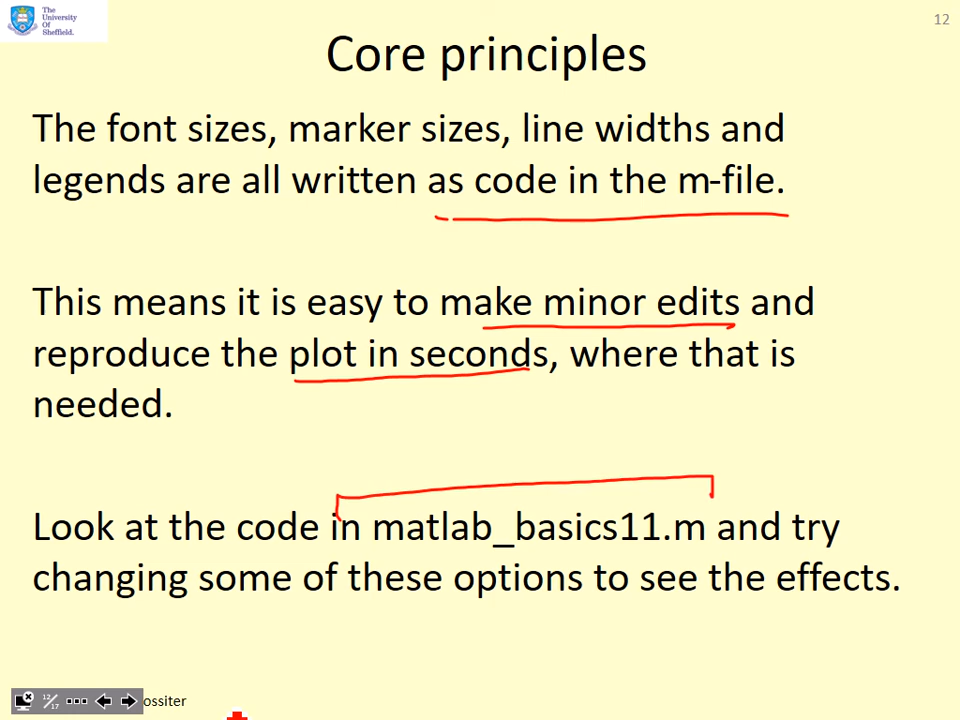 The
University
Of
Sheffield.
12
Core principles
The font sizes, marker sizes, line widths and
legends are all written as code in the m-file.
This means it is easy to make minor edits and
reproduce the plot in seconds, where that is
needed.
Look at the code in matlab_basics11.m and try
changing some of these options to see the effects.
12/17
ossiter